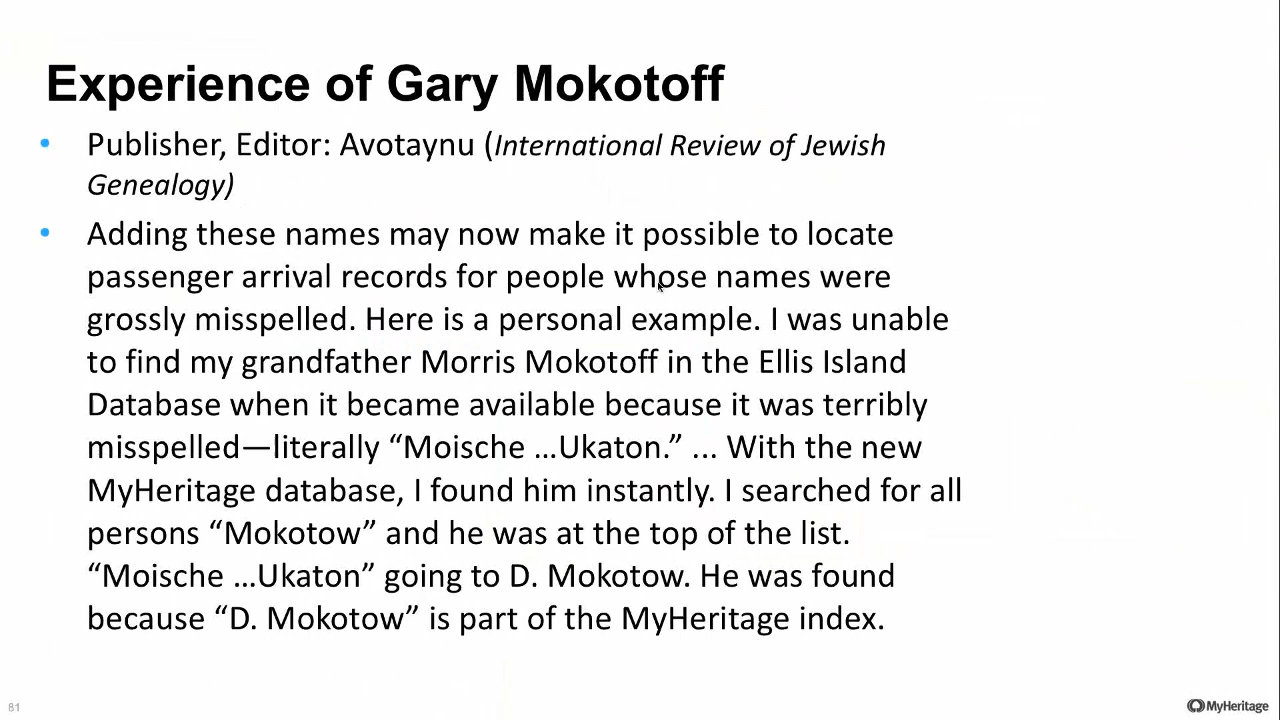 Experience of Gary Mokotoff
• Publisher, Editor: Avotaynu (International Review of Jewish
Genealogy)
• Adding these names may now make it possible to locate
passenger arrival records for people whose names were
grossly misspelled. Here is a personal example. I was unable
to find my grandfather Morris Mokotoff in the Ellis Island
Database when it became available because it was terribly
misspelled—literally “Moische …Ukaton.” ... With the new
MyHeritage database, I found him instantly. I searched for all
persons “Mokotow” and he was at the top of the list.
“Moische …Ukaton” going to D. Mokotow. He was found
because “D. Mokotow” is part of the MyHeritage index.
81
MyHeritage